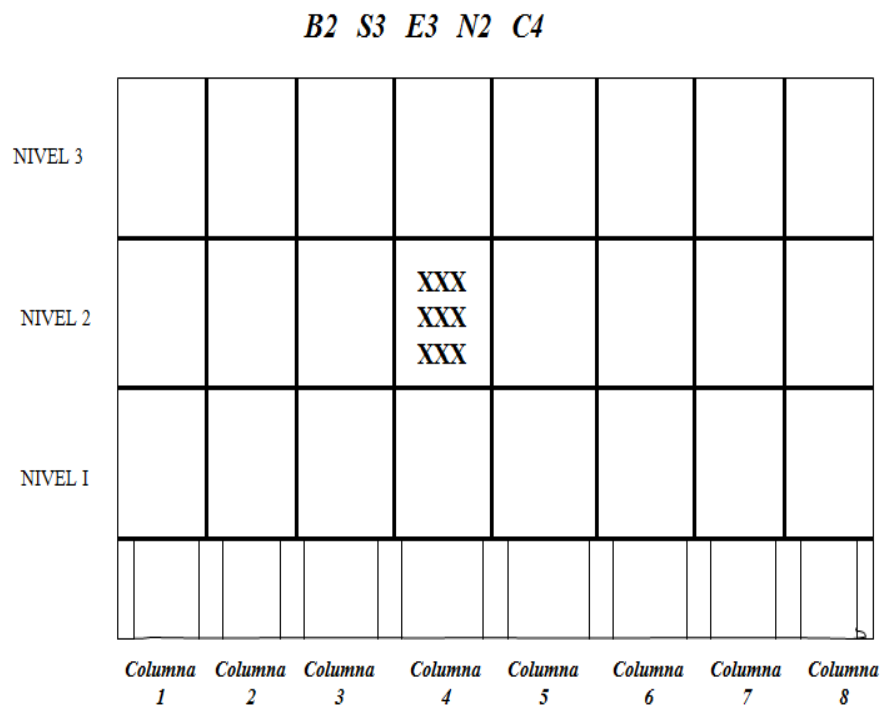 B2 S3 E3 N2 C4
NIVEL 3
NIVEL 2
XXX
XXX
XXX
NIVEL I
Columna Columna Columna Columna Columna Columna Columna Columna
1 2 3 4 5 6 7 8